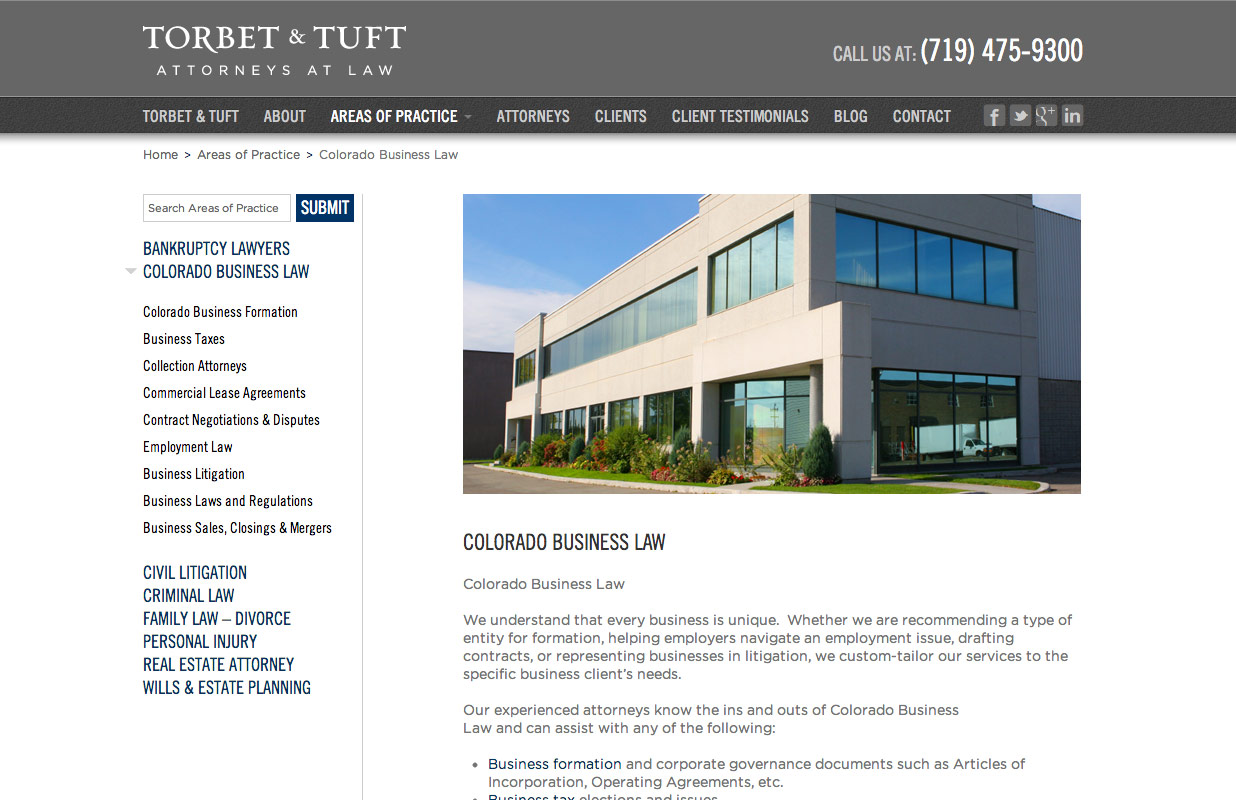 TORBET & TUFT
ATTORNEYS AT LAW
CALL US AT: (719) 475-9300
TORBET & TUFT ABOUT AREAS OF PRACTICE ATTORNEYS CLIENTS CLIENT TESTIMONIALS BLOG CONTACT f g+ in
Home > Areas of Practice > Colorado Business Law
Search Areas of Practice SUBMIT
BANKRUPTCY LAWYERS
COLORADO BUSINESS LAW
Colorado Business Formation
Business Taxes
Collection Attorneys
Commercial Lease Agreements
Contract Negotiations & Disputes
Employment Law
Business Litigation
Business Laws and Regulations
Business Sales, Closings & Mergers
CIVIL LITIGATION
CRIMINAL LAW
FAMILY LAW – DIVORCE
PERSONAL INJURY
REAL ESTATE ATTORNEY
WILLS & ESTATE PLANNING
COLORADO BUSINESS LAW
Colorado Business Law
We understand that every business is unique.  Whether we are recommending a type of
entity for formation, helping employers navigate an employment issue, drafting
contracts, or representing businesses in litigation, we custom-tailor our services to the
specific business client’s needs.
Our experienced attorneys know the ins and outs of Colorado Business
Law and can assist with any of the following:
• Business formation and corporate governance documents such as Articles of
Incorporation, Operating Agreements, etc.
• Business tax elections and issues